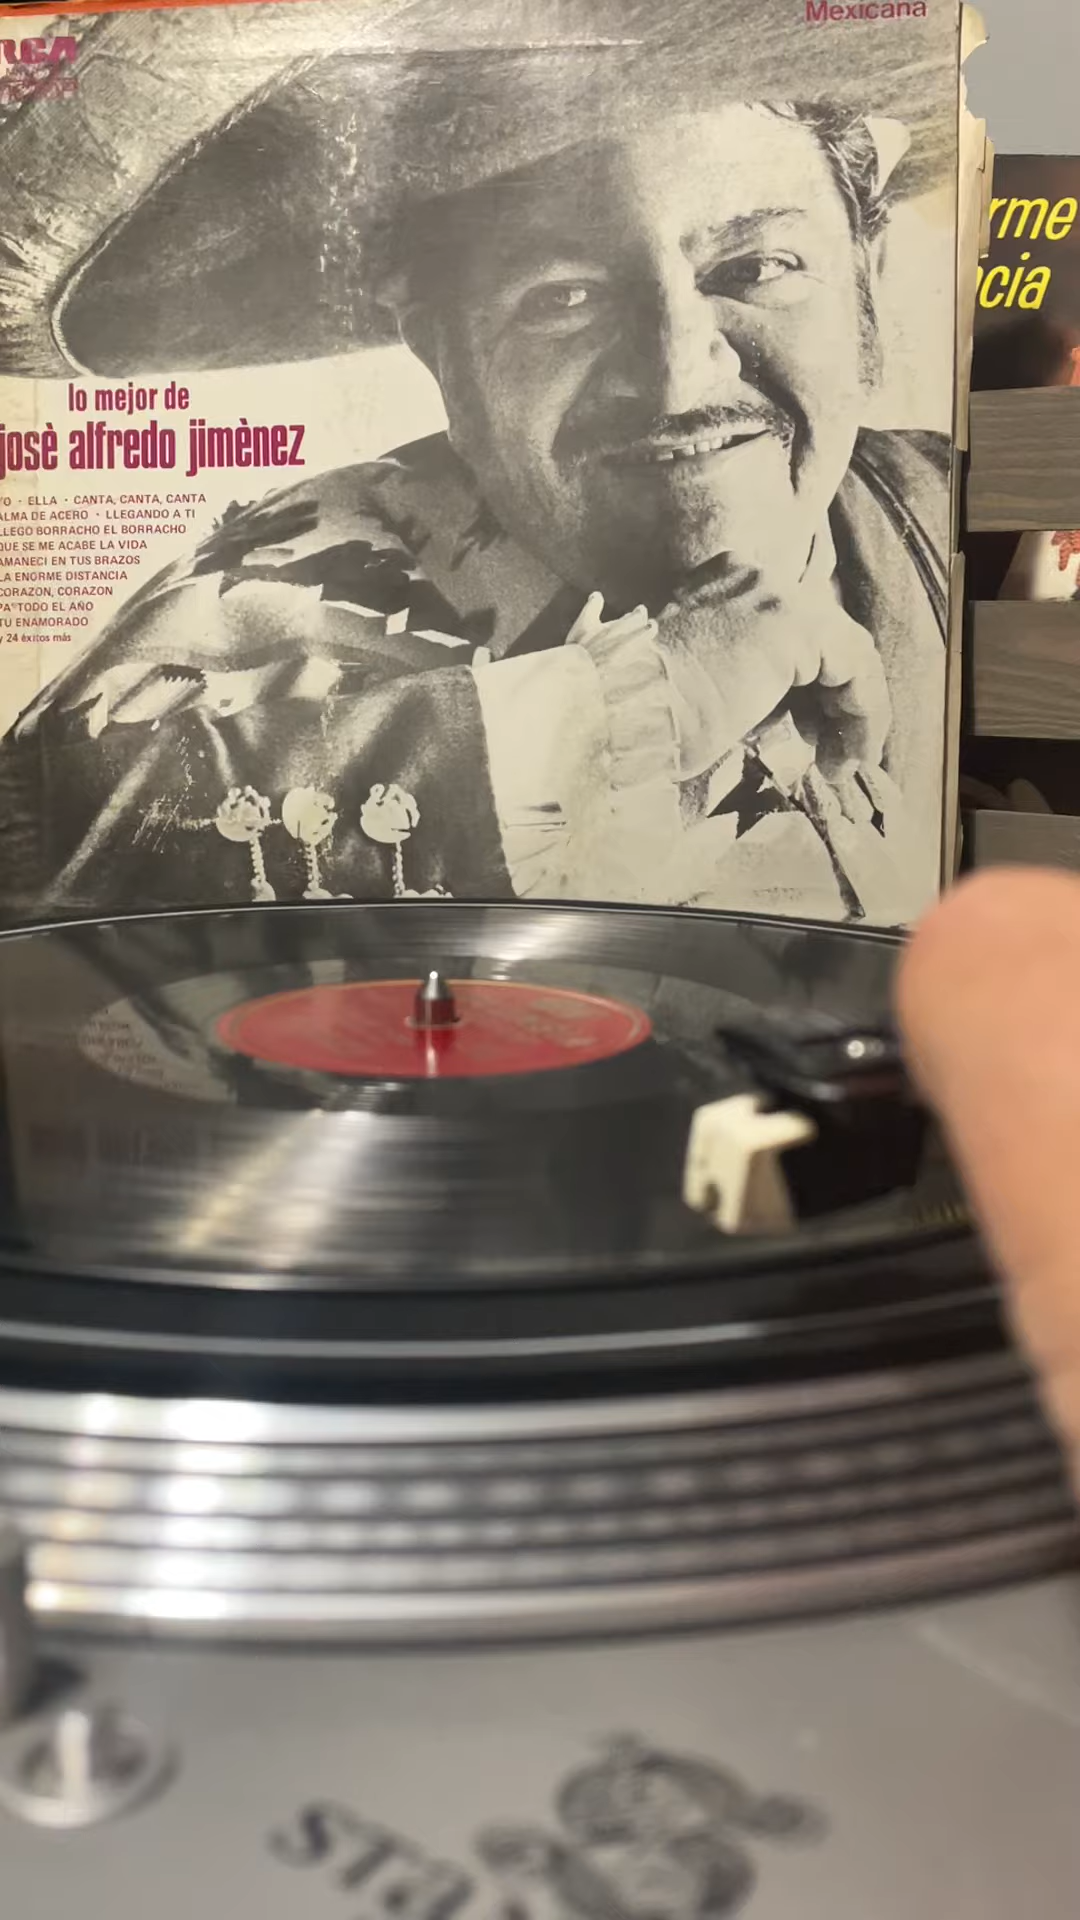 Mexicana
RCA
lo mejor de
josè alfredo jimènez
ELLA · CANTA, CANTA, CANTA
ALMA DE ACERO · LLEGANDO A TI
LLEGO BORRACHO EL BORRACHO
QUE SE ME ACABE LA VIDA
AMANECI EN TUS BRAZOS
LA ENORME DISTANCIA
CORAZON, CORAZON
PA' TODO EL AÑO
TU ENAMORADO
y 24 éxitos más
rme
cia